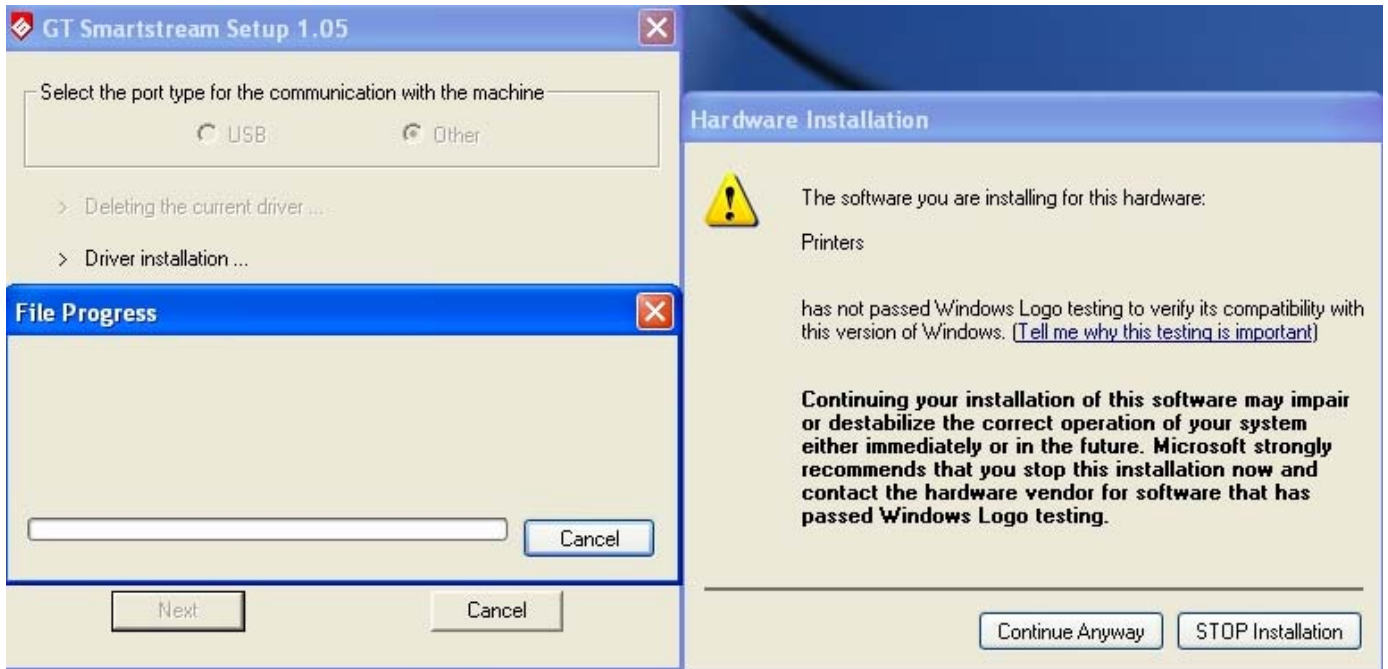 GT Smartstream Setup 1.05
Select the port type for the communication with the machine
USB Other
> Deleting the current driver ...
> Driver installation ...
File Progress
Cancel
Next Cancel
Hardware Installation
The software you are installing for this hardware:
Printers
has not passed Windows Logo testing to verify its compatibility with
this version of Windows. (Tell me why this testing is important)
Continuing your installation of this software may impair
or destabilize the correct operation of your system
either immediately or in the future. Microsoft strongly
recommends that you stop this installation now and
contact the hardware vendor for software that has
passed Windows Logo testing.
Continue Anyway STOP Installation